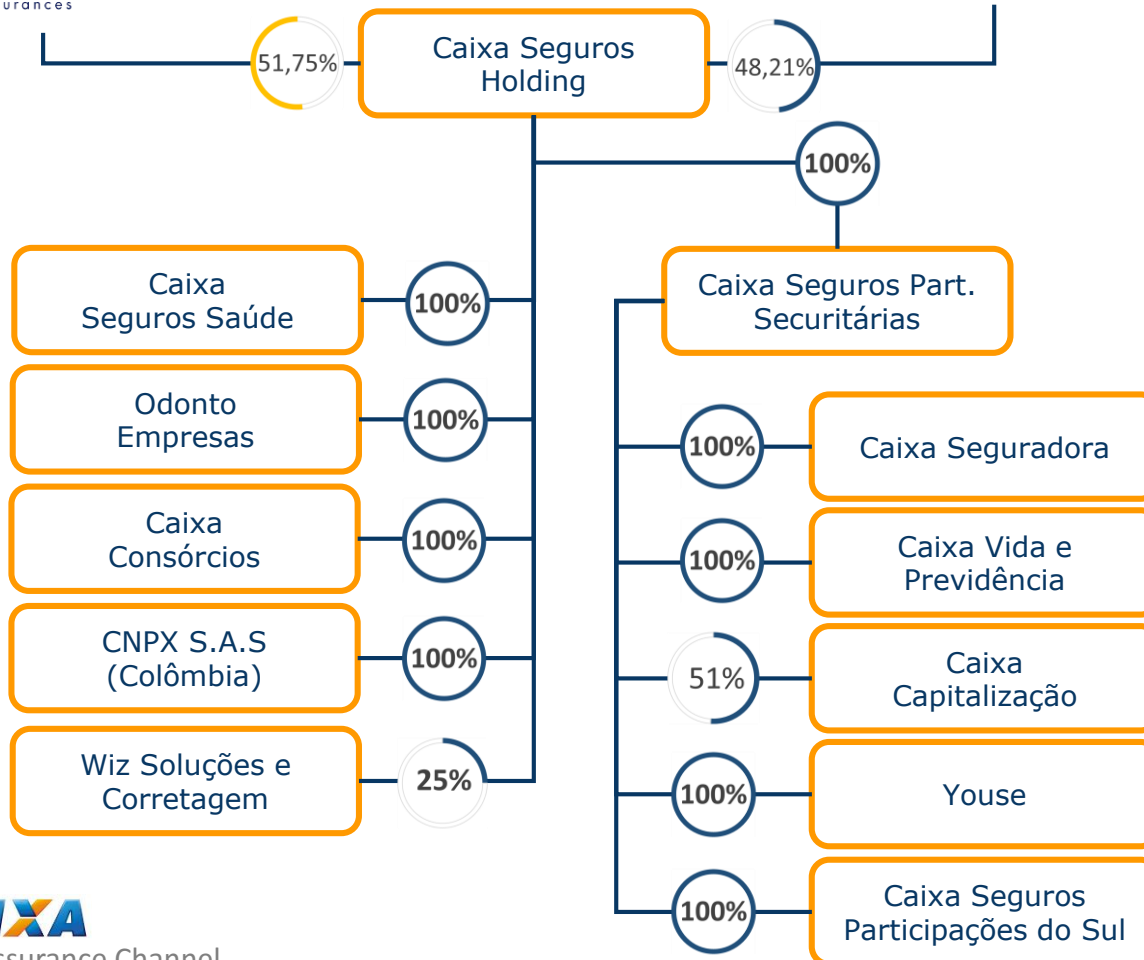 51,75%
Caixa Seguros
Holding
48,21%
100%
Caixa
Seguros Saúde
100%
Caixa Seguros Part.
Securitárias
Odonto
Empresas
100%
100%
Caixa Seguradora
Caixa
Consórcios
100%
100%
Caixa Vida e
Previdência
CNPX S.A.S
(Colômbia)
100%
51%
Caixa
Capitalização
Wiz Soluções e
Corretagem
25%
100%
Youse
100%
Caixa Seguros
Participações do Sul
Channel